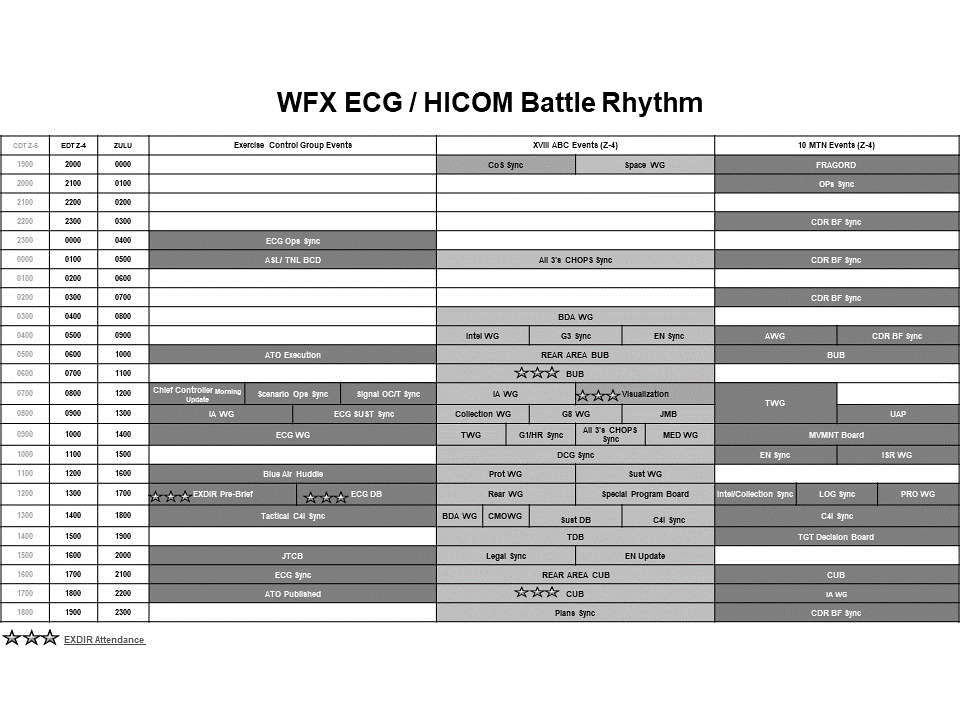 WFX ECG / HICOM Battle Rhythm
CDT Z-5 EDT Z-4 ZULU Exercise Control Group Events XVIII ABC Events (Z-4) 10 MTN Events (Z-4)
1900 2000 0000 CoS Sync Space WG FRAGORD
2000 2100 0100 OPs Sync
2100 2200 0200
2200 2300 0300 CDR BF Sync
2300 0000 0400 ECG Ops Sync
0000 0100 0500 ASL/ TNL BCD All 3's CHOPS Sync CDR BF Sync
0100 0200 0600
0200 0300 0700 CDR BF Sync
0300 0400 0800 BDA WG
0400 0500 0900 Intel WG G3 Sync EN Sync AWG CDR BF Sync
0500 0600 1000 ATO Execution REAR AREA BUB BUB
0600 0700 1100 BUB
0700 0800 1200 Chief Controller Morning Update Scenario Ops Sync Signal OC/T Sync IA WG Visualization TWG
0800 0900 1300 IA WG ECG SUST Sync Collection WG G8 WG JMB UAP
0900 1000 1400 ECG WG TWG G1/HR Sync All 3's CHOPS Sync MED WG MVMNT Board
1000 1100 1500 DCG Sync EN Sync ISR WG
1100 1200 1600 Blue Air Huddle Prot WG Sust WG
1200 1300 1700 EXDIR Pre-Brief ECG DB Rear WG Special Program Board Intel/Collection Sync LOG Sync PRO WG
1300 1400 1800 Tactical C4I Sync BDA WG CMOWG Sust DB C4I Sync C4I Sync
1400 1500 1900 TDB TGT Decision Board
1500 1600 2000 JTCB Legal Sync EN Update
1600 1700 2100 ECG Sync REAR AREA CUB CUB
1700 1800 2200 ATO Published CUB IA WG
1800 1900 2300 Plans Sync CDR BF Sync
EXDIR Attendance